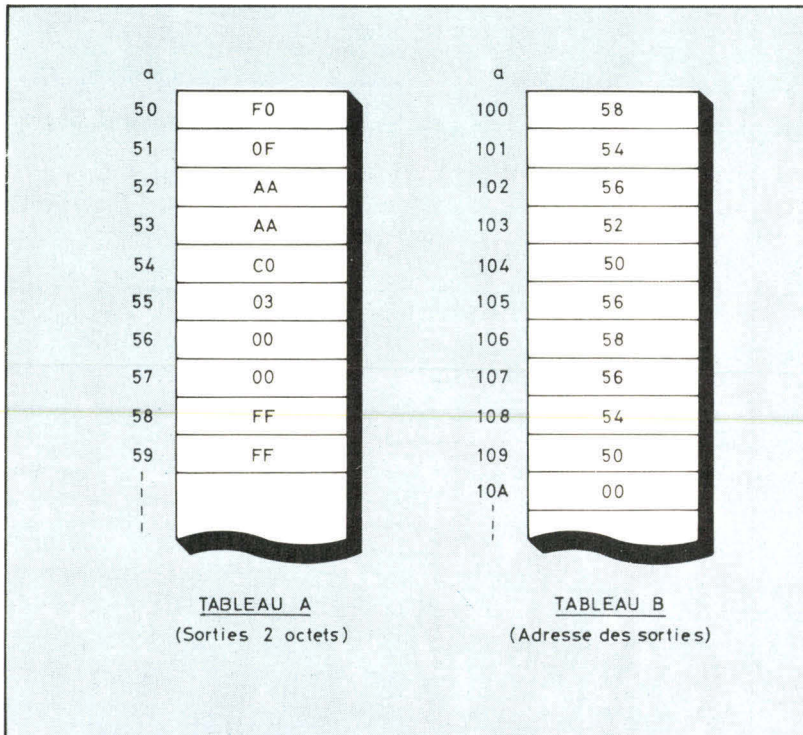 a
50 F0
51 0F
52 AA
53 AA
54 C0
55 03
56 00
57 00
58 FF
59 FF
TABLEAU A
(Sorties 2 octets)
a
100 58
101 54
102 56
103 52
104 50
105 56
106 58
107 56
108 54
109 50
10A 00
TABLEAU B
(Adresse des sorties)